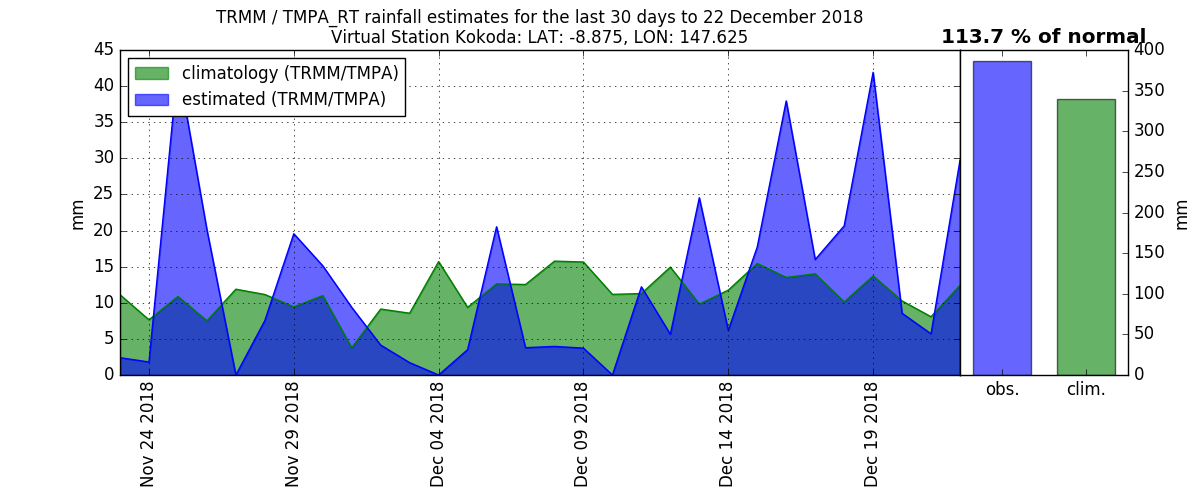 TRMM / TMPA_RT rainfall estimates for the last 30 days to 22 December 2018
Virtual Station Kokoda: LAT: -8.875, LON: 147.625
113.7 % of normal
climatology (TRMM/TMPA)
estimated (TRMM/TMPA)
45
40
35
30
25
20
15
10
5
0
mm
Nov 24 2018
Nov 29 2018
Dec 04 2018
Dec 09 2018
Dec 14 2018
Dec 19 2018
400
350
300
250
200
150
100
50
0
mm
obs.
clim.